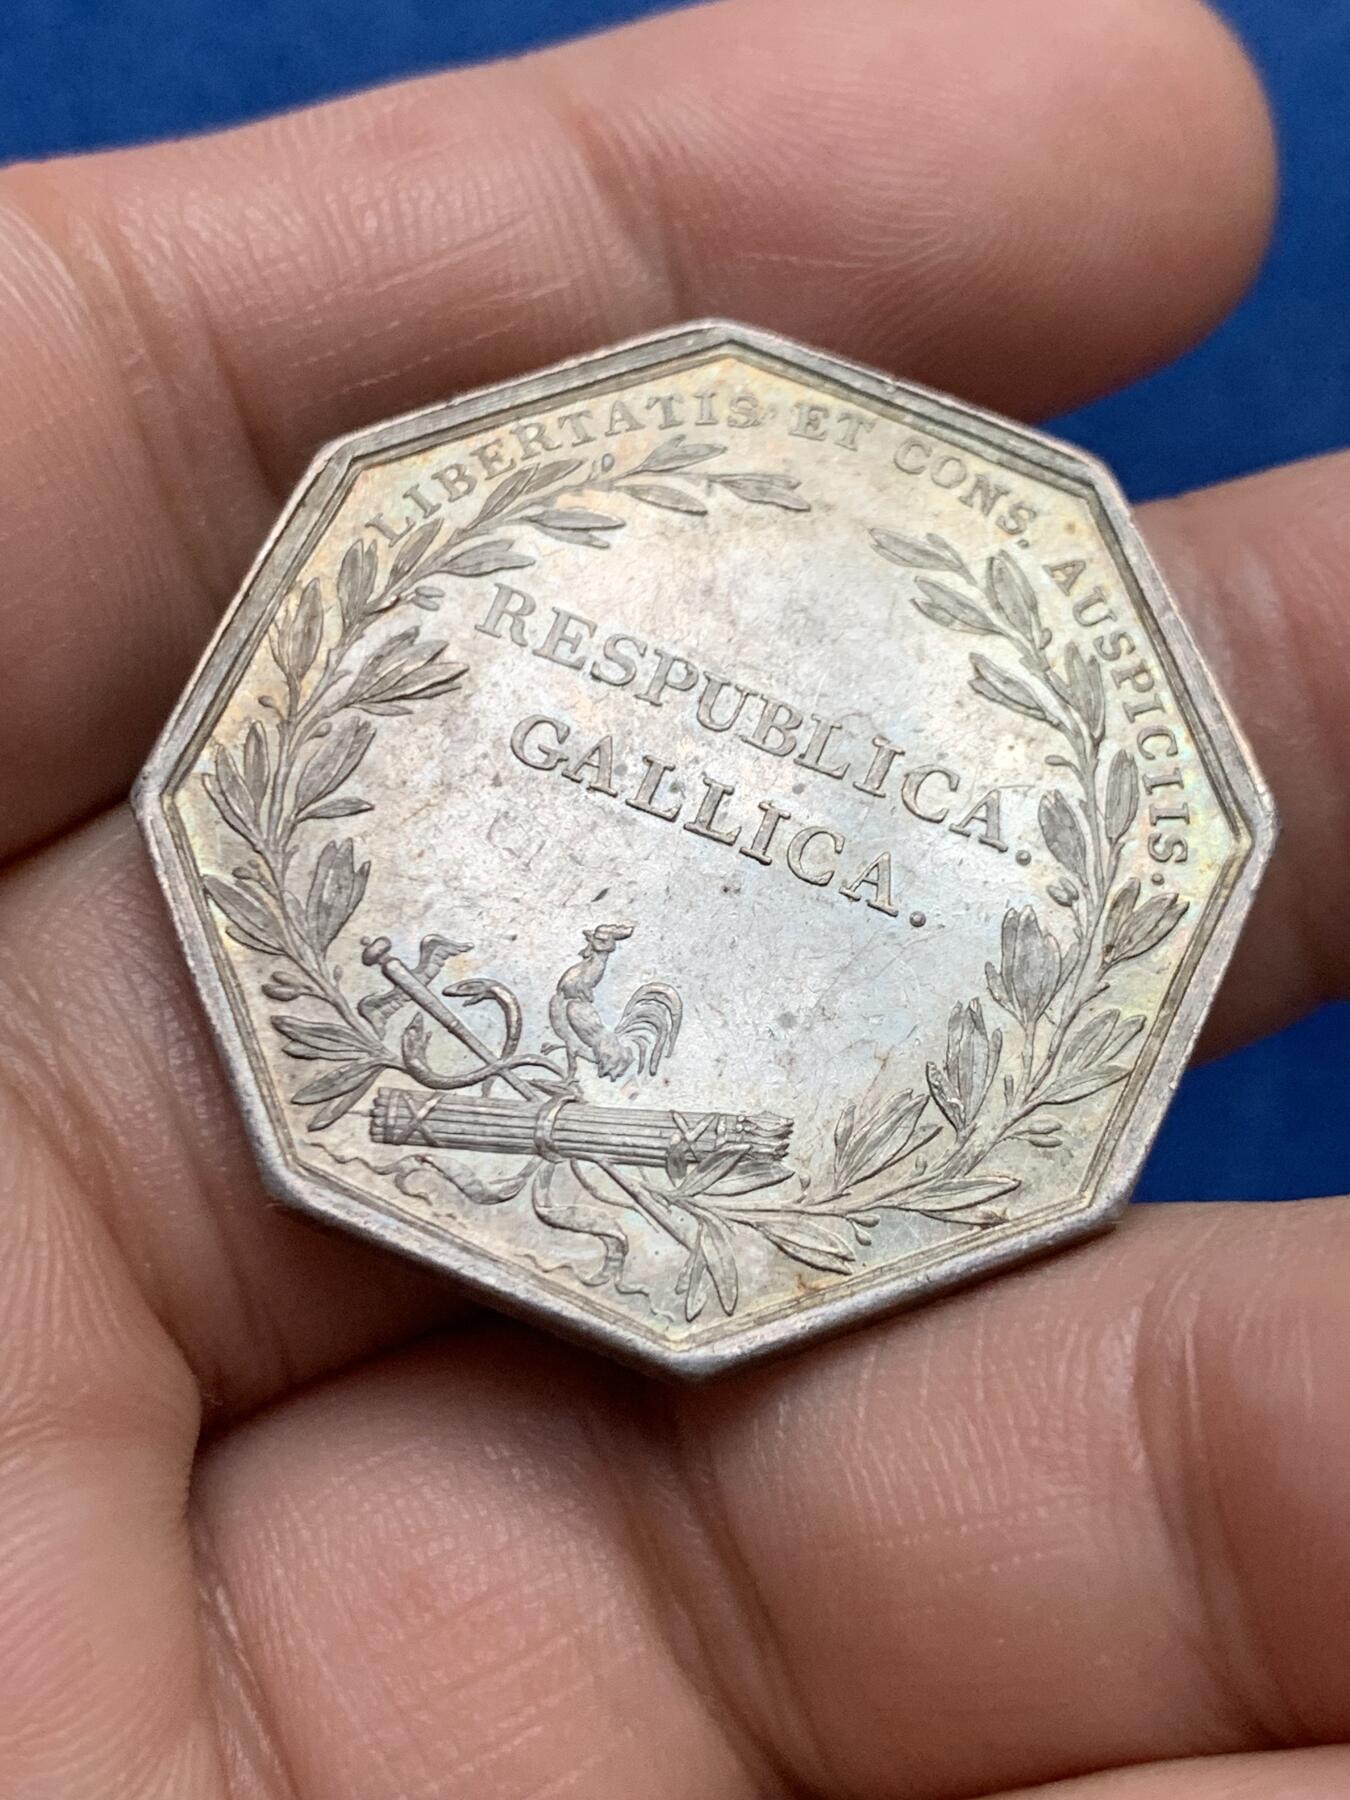 LIBERTATIS ET CONS. AUSPICIIS.
RESPUBLICA.
GALLICA.